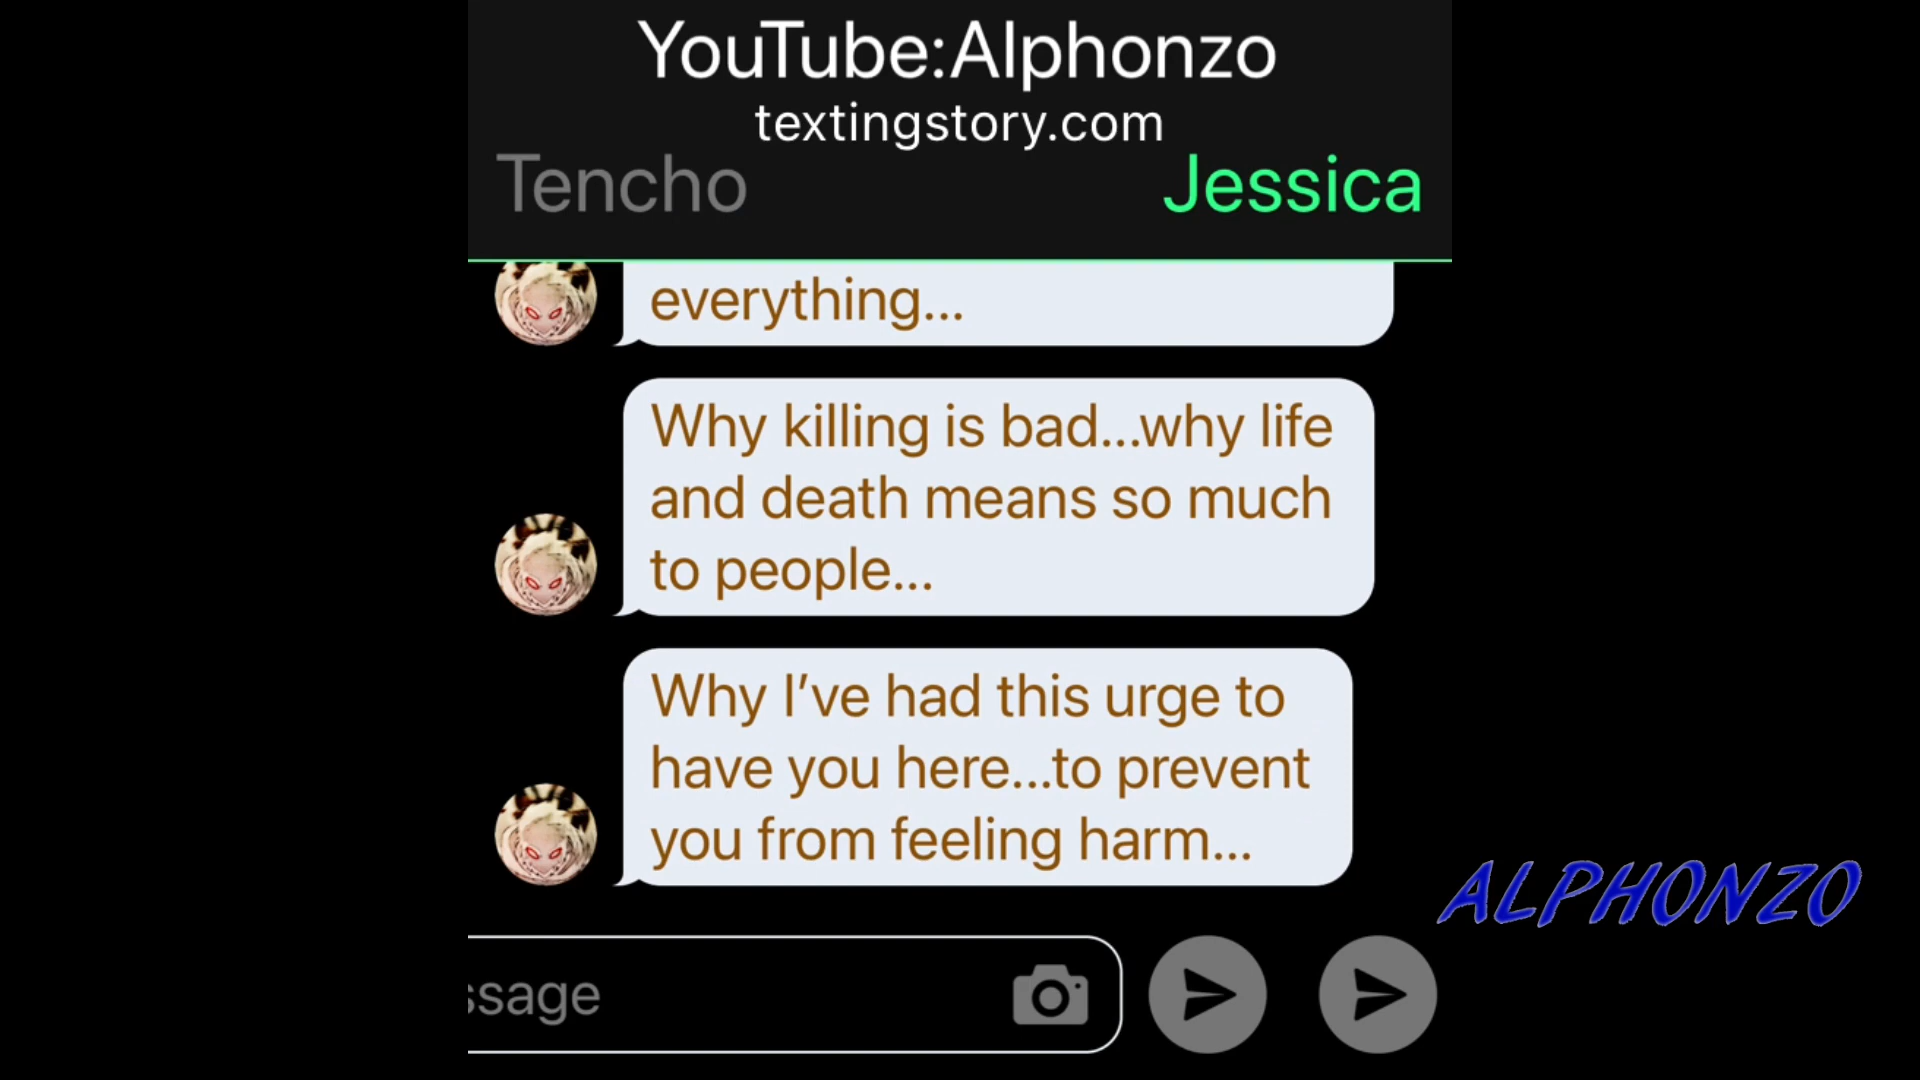 YouTube:Alphonzo
textingstory.com
Tencho
Jessica
everything...
Why killing is bad...why life
and death means so much
to people...
Why I've had this urge to
have you here...to prevent
you from feeling harm...
ALPHONZO
ssage